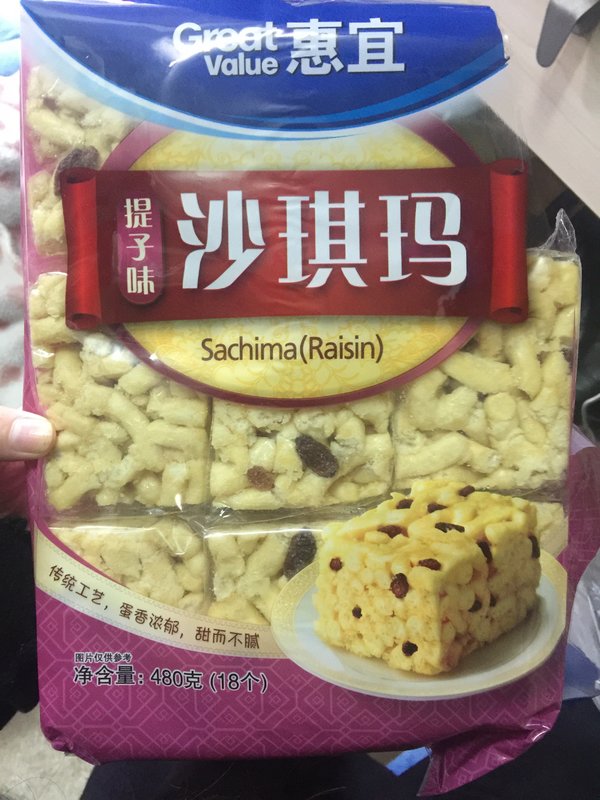 Great Value 惠宜
提子味
沙琪玛
Sachima(Raisin)
传统工艺，蛋香浓郁，甜而不腻
图片仅供参考
净含量: 480克 (18个)